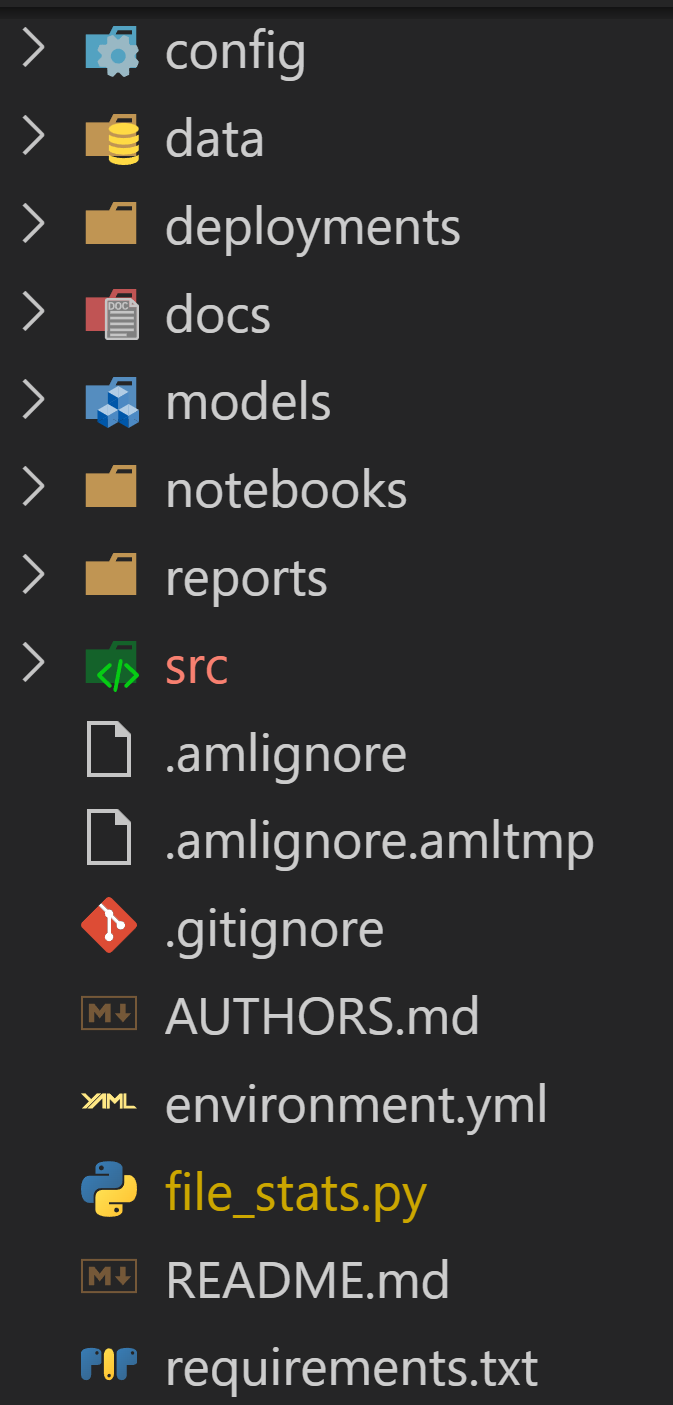 config
data
deployments
docs
models
notebooks
reports
src
.amlignore
.amlignore.amltmp
.gitignore
AUTHORS.md
environment.yml
file_stats.py
README.md
requirements.txt